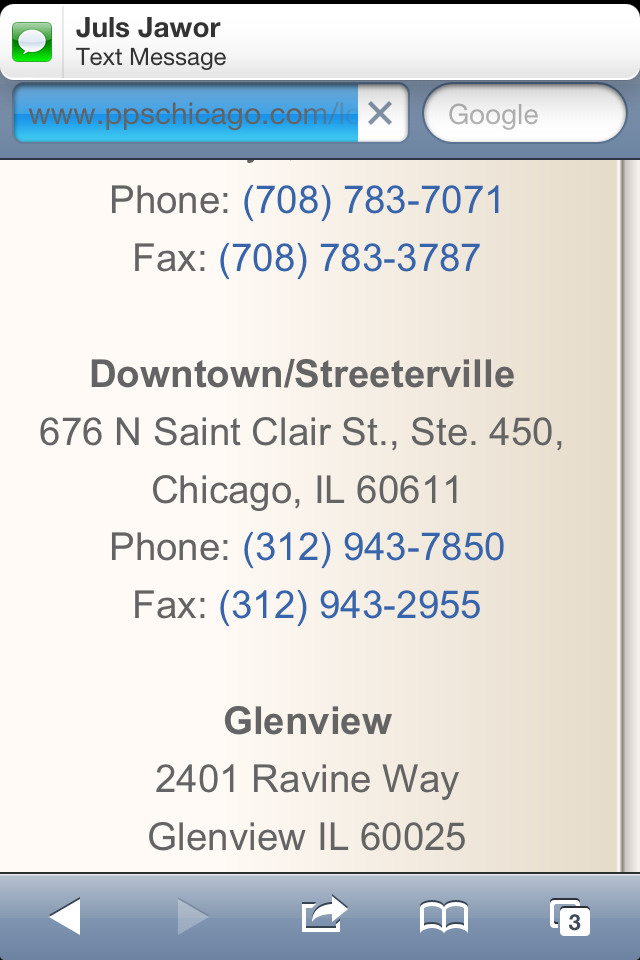 Juls Jawor
Text Message
www.ppschicago.com/
Google
Phone: (708) 783-7071
Fax: (708) 783-3787
Downtown/Streeterville
676 N Saint Clair St., Ste. 450,
Chicago, IL 60611
Phone: (312) 943-7850
Fax: (312) 943-2955
Glenview
2401 Ravine Way
Glenview IL 60025
3